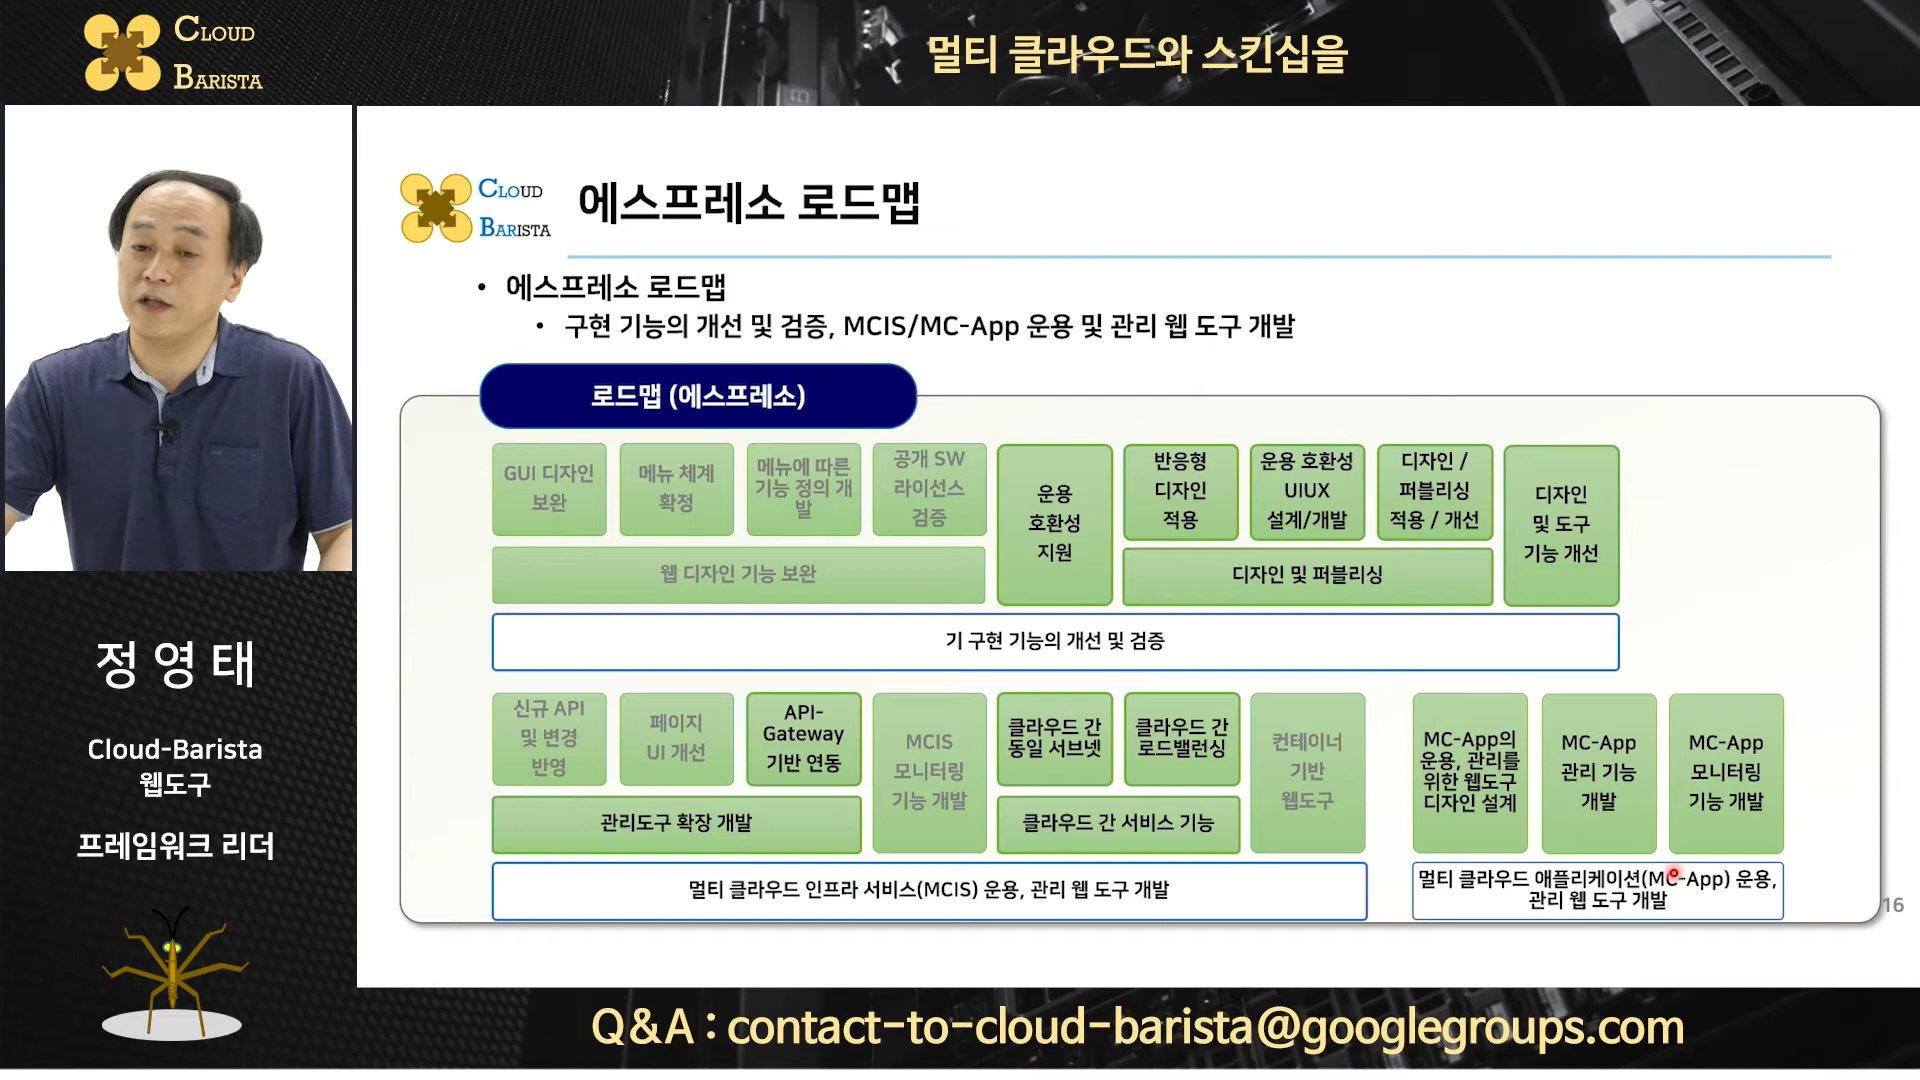 CLOUD
BARISTA
멀티 클라우드와 스킨십을
CLOUD
BARISTA
에스프레소 로드맵
• 에스프레소 로드맵
• 구현 기능의 개선 및 검증, MCIS/MC-App 운용 및 관리 웹 도구 개발
로드맵 (에스프레소)
GUI 디자인
보완
메뉴 체계
확정
메뉴에 따른
기능 정의 개
발
공개 SW
라이선스
검증
운용
호환성
지원
반응형
디자인
적용
운용 호환성
UIUX
설계/개발
디자인 /
퍼블리싱
적용 / 개선
디자인
및 도구
기능 개선
웹 디자인 기능 보완
디자인 및 퍼블리싱
기 구현 기능의 개선 및 검증
신규 API
및 변경
반영
페이지
UI 개선
API-
Gateway
기반 연동
MCIS
모니터링
기능 개발
클라우드 간
동일 서브넷
클라우드 간
로드밸런싱
컨테이너
기반
웹도구
MC-App의
운용, 관리를
위한 웹도구
디자인 설계
MC-App
관리 기능
개발
MC-App
모니터링
기능 개발
관리도구 확장 개발
클라우드 간 서비스 기능
멀티 클라우드 인프라 서비스(MCIS) 운용, 관리 웹 도구 개발
멀티 클라우드 애플리케이션(MC-App) 운용,
관리 웹 도구 개발
16
정 영 태
Cloud-Barista
웹도구
프레임워크 리더
Q&A : contact-to-cloud-barista@googlegroups.com